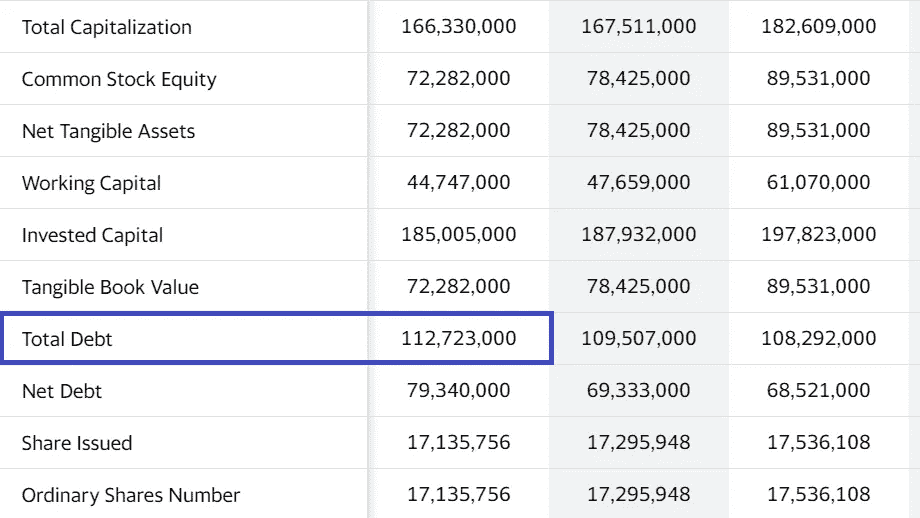 Total Capitalization 166,330,000 167,511,000 182,609,000
Common Stock Equity 72,282,000 78,425,000 89,531,000
Net Tangible Assets 72,282,000 78,425,000 89,531,000
Working Capital 44,747,000 47,659,000 61,070,000
Invested Capital 185,005,000 187,932,000 197,823,000
Tangible Book Value 72,282,000 78,425,000 89,531,000
Total Debt 112,723,000 109,507,000 108,292,000
Net Debt 79,340,000 69,333,000 68,521,000
Share Issued 17,135,756 17,295,948 17,536,108
Ordinary Shares Number 17,135,756 17,295,948 17,536,108